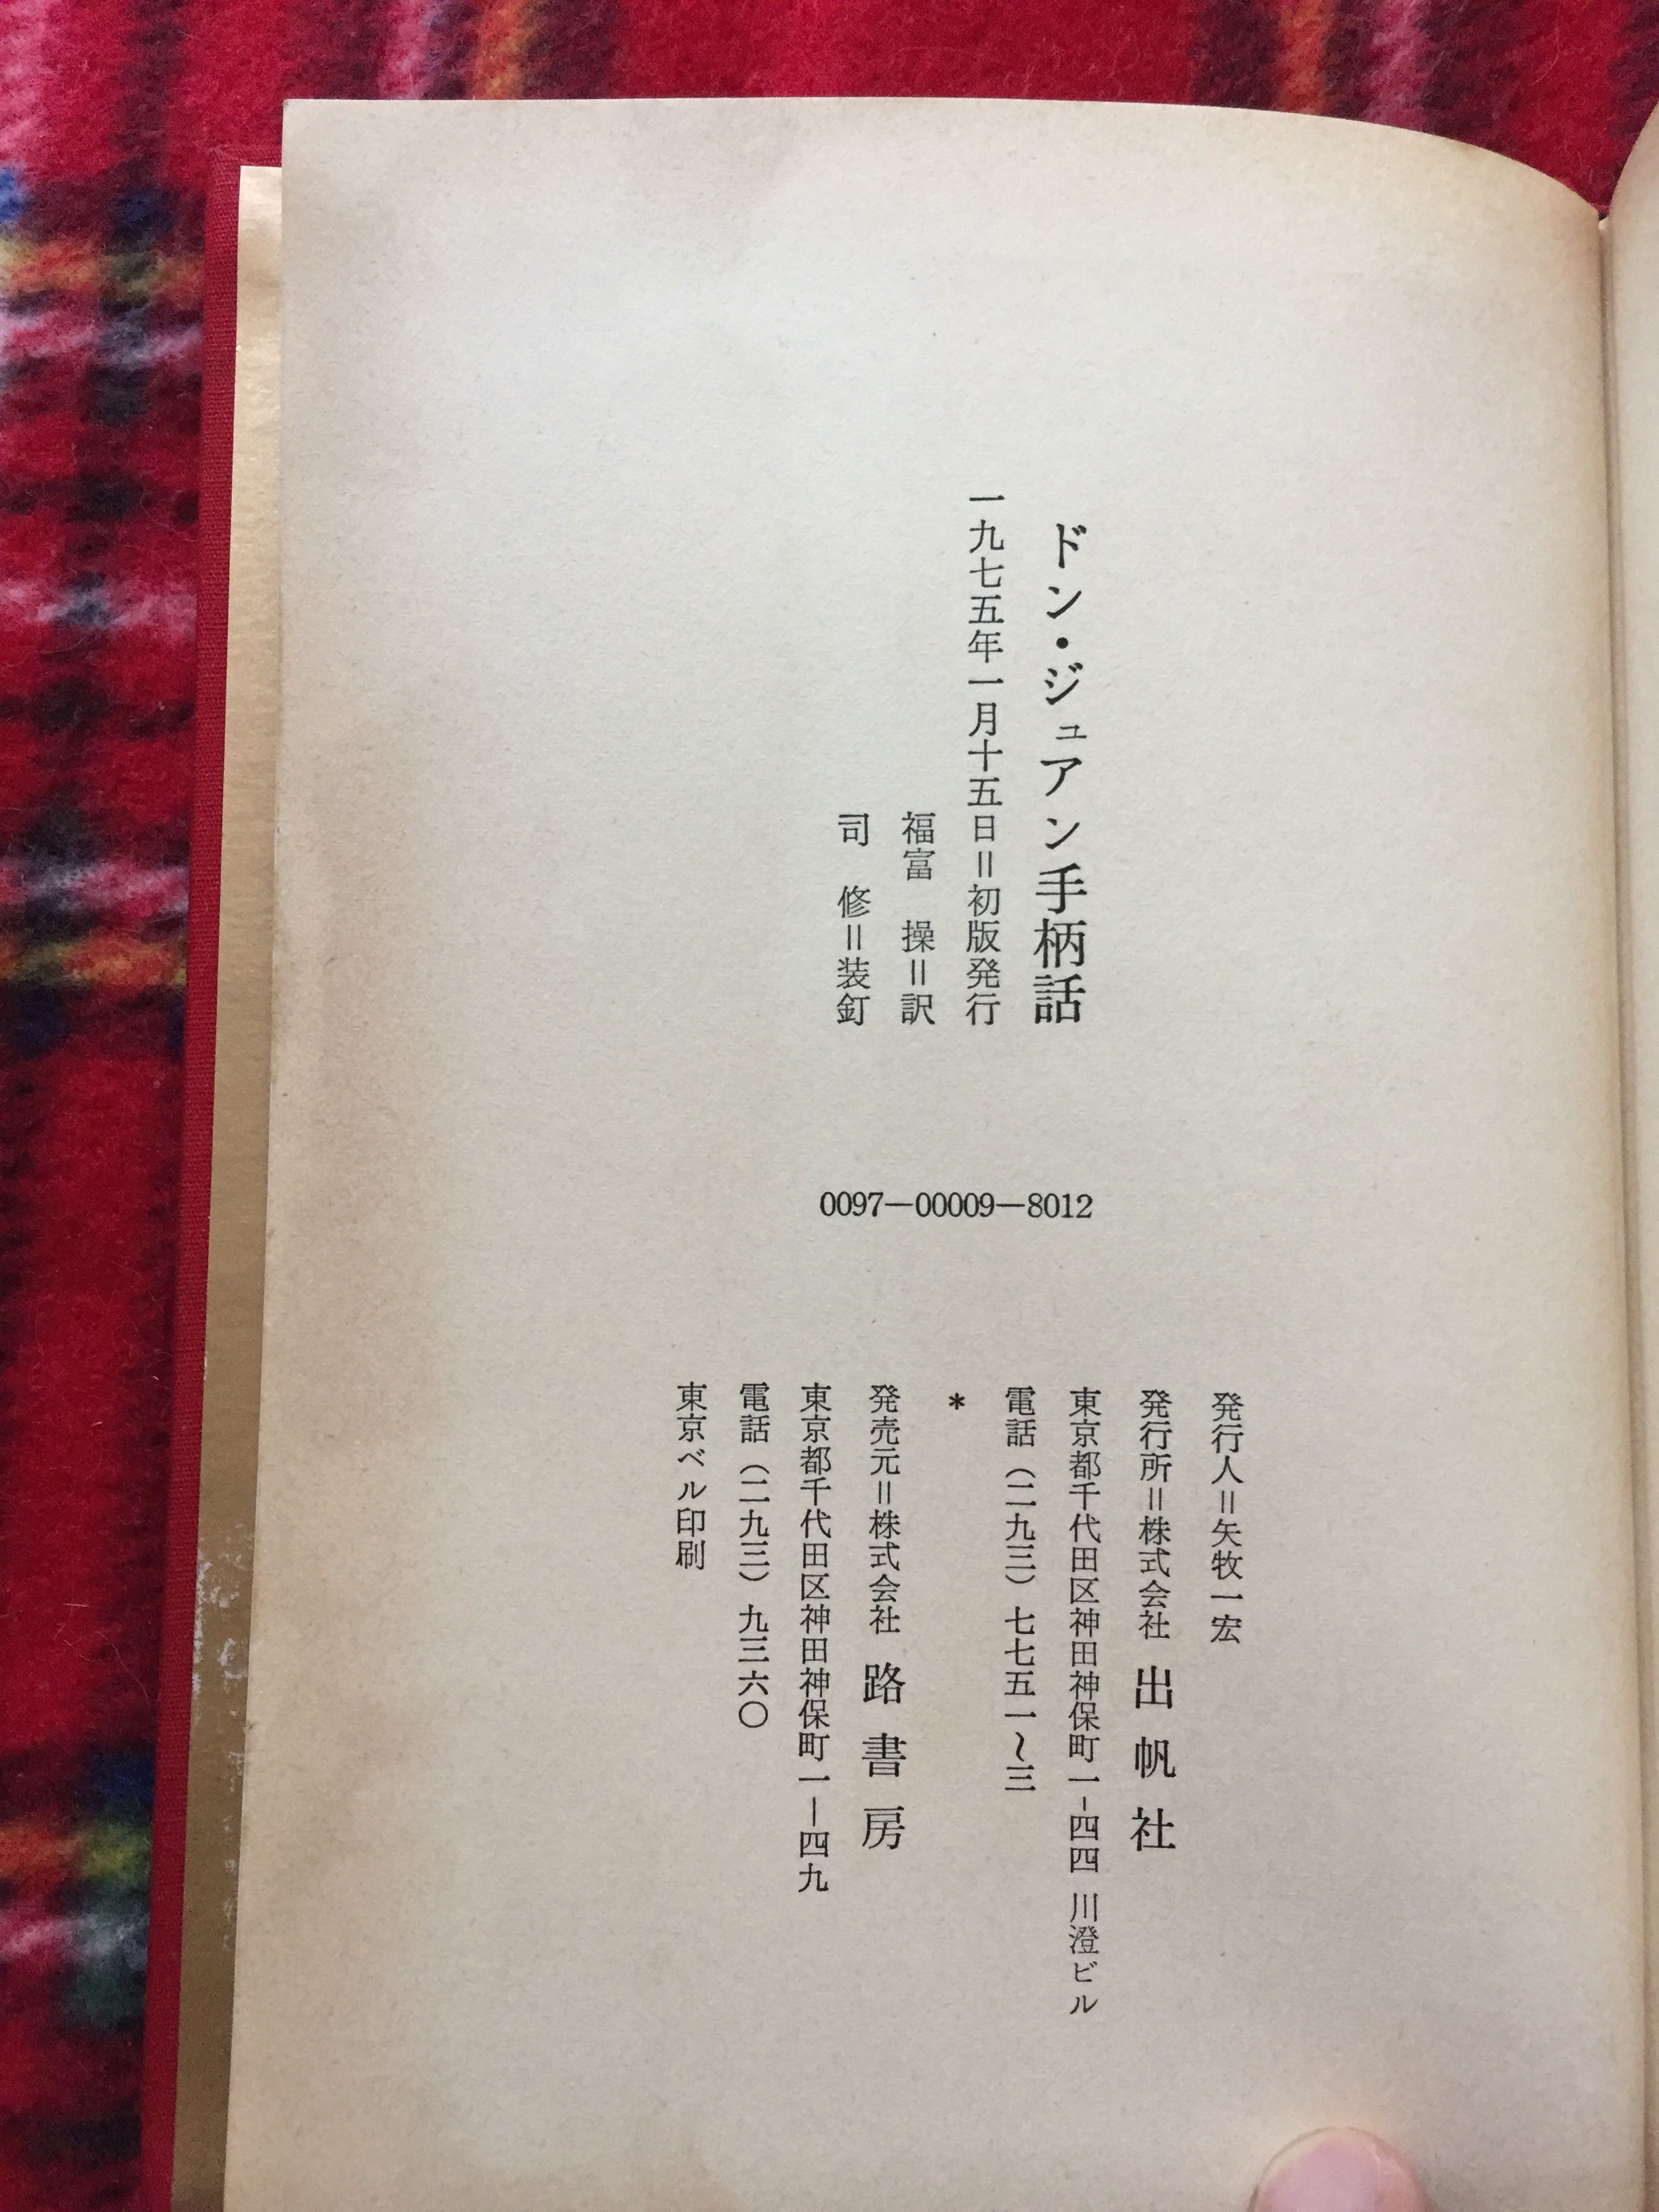 ドン・ジュアン手柄話
一九七五年一月十五日＝初版発行
福富　操＝訳
司　修＝装釘
0097—00009—8012
発行人＝矢牧一宏
発行所＝株式会社 出帆社
東京都千代田区神田神保町一-四四 川澄ビル
電話（二九三）七七五一〜三
*
発売元＝株式会社 路書房
東京都千代田区神田神保町一—四九
電話（二九三）九三六〇
東京ベル印刷